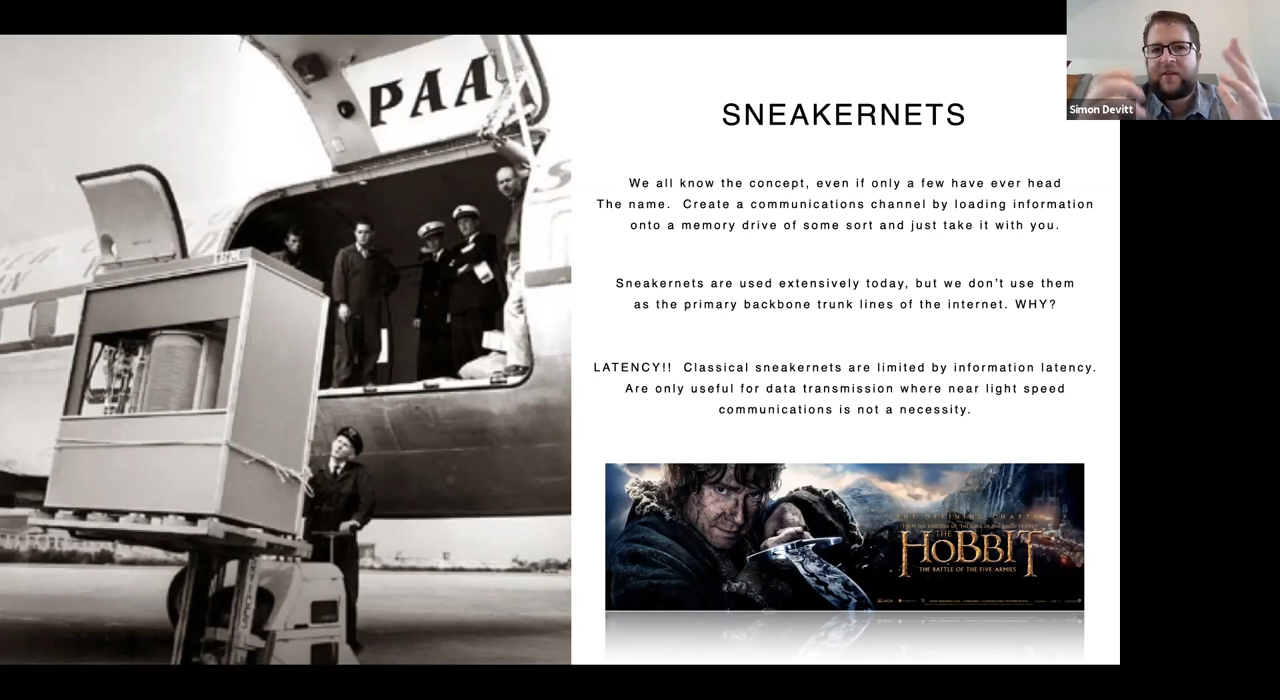 PAA
IBM
SNEAKERNETS
We all know the concept, even if only a few have ever head
The name.  Create a communications channel by loading information
onto a memory drive of some sort and just take it with you.
Sneakernets are used extensively today, but we don't use them
as the primary backbone trunk lines of the internet. WHY?
LATENCY!!  Classical sneakernets are limited by information latency.
Are only useful for data transmission where near light speed
communications is not a necessity.
THE DEFINING CHAPTER
THE
HOBBIT
THE BATTLE OF THE FIVE ARMIES
Simon Devitt